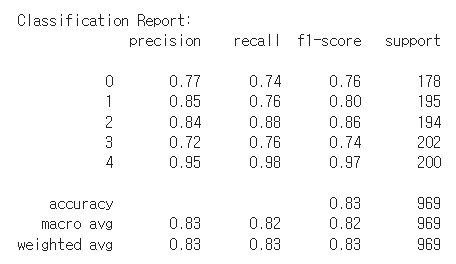 Classification Report:
precision recall f1-score support
0 0.77 0.74 0.76 178
1 0.85 0.76 0.80 195
2 0.84 0.88 0.86 194
3 0.72 0.76 0.74 202
4 0.95 0.98 0.97 200
accuracy 0.83 969
macro avg 0.83 0.82 0.82 969
weighted avg 0.83 0.83 0.83 969